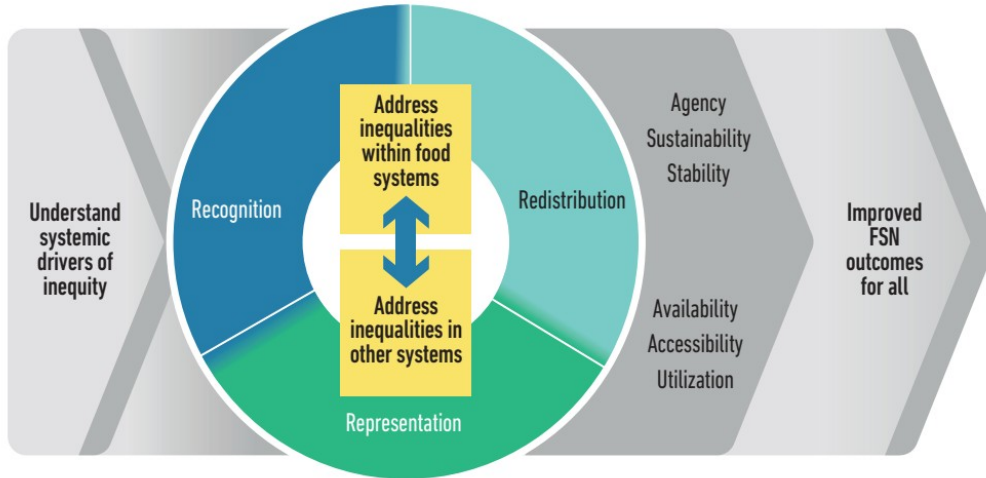 Understand
systemic
drivers of
inequity
Recognition
Address
inequalities
within food
systems
Address
inequalities in
other systems
Redistribution
Representation
Agency
Sustainability
Stability
Availability
Accessibility
Utilization
Improved
FSN
outcomes
for all